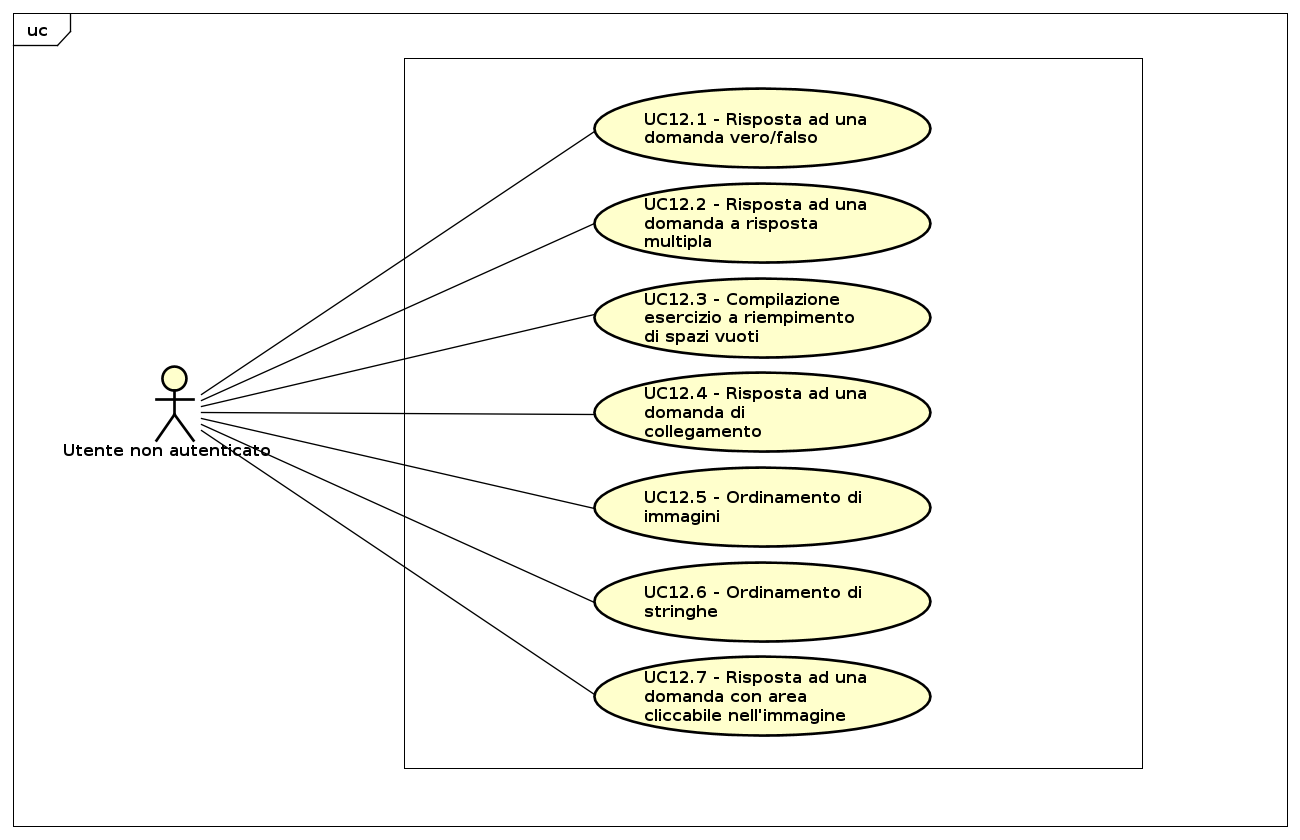 uc
UC12.1 - Risposta ad una
domanda vero/falso
UC12.2 - Risposta ad una
domanda a risposta
multipla
UC12.3 - Compilazione
esercizio a riempimento
di spazi vuoti
UC12.4 - Risposta ad una
domanda di
collegamento
Utente non autenticato
UC12.5 - Ordinamento di
immagini
UC12.6 - Ordinamento di
stringhe
UC12.7 - Risposta ad una
domanda con area
cliccabile nell'immagine